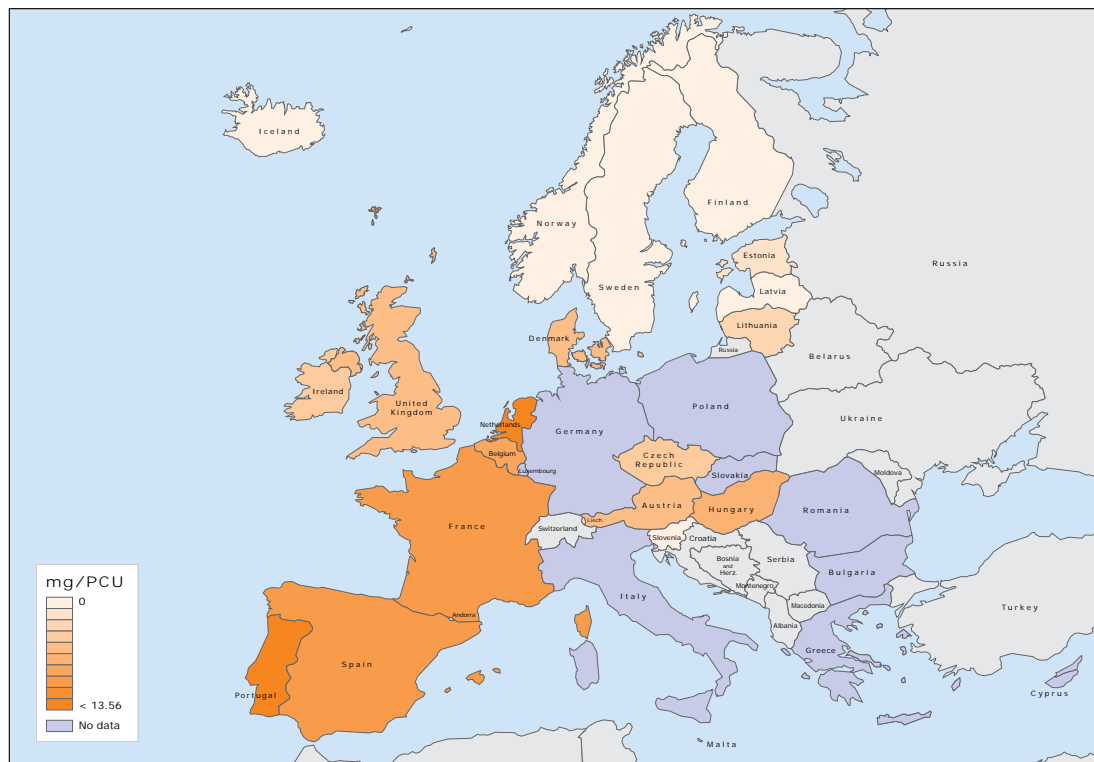 Iceland
Norway
Finland
Sweden
Russia
Estonia
Latvia
Lithuania
Denmark
Russia
Belarus
Ireland
United
Kingdom
Netherlands
Germany
Poland
Ukraine
Belgium
Luxembourg
Czech
Republic
Slovakia
Moldova
France
Switzerland
Liech.
Austria
Hungary
Romania
Slovenia
Croatia
Bosnia
and
Herz.
Serbia
Montenegro
Bulgaria
Italy
Macedonia
Albania
Turkey
Andorra
Greece
Spain
Portugal
Cyprus
Malta
mg/PCU
0
< 13.56
No data